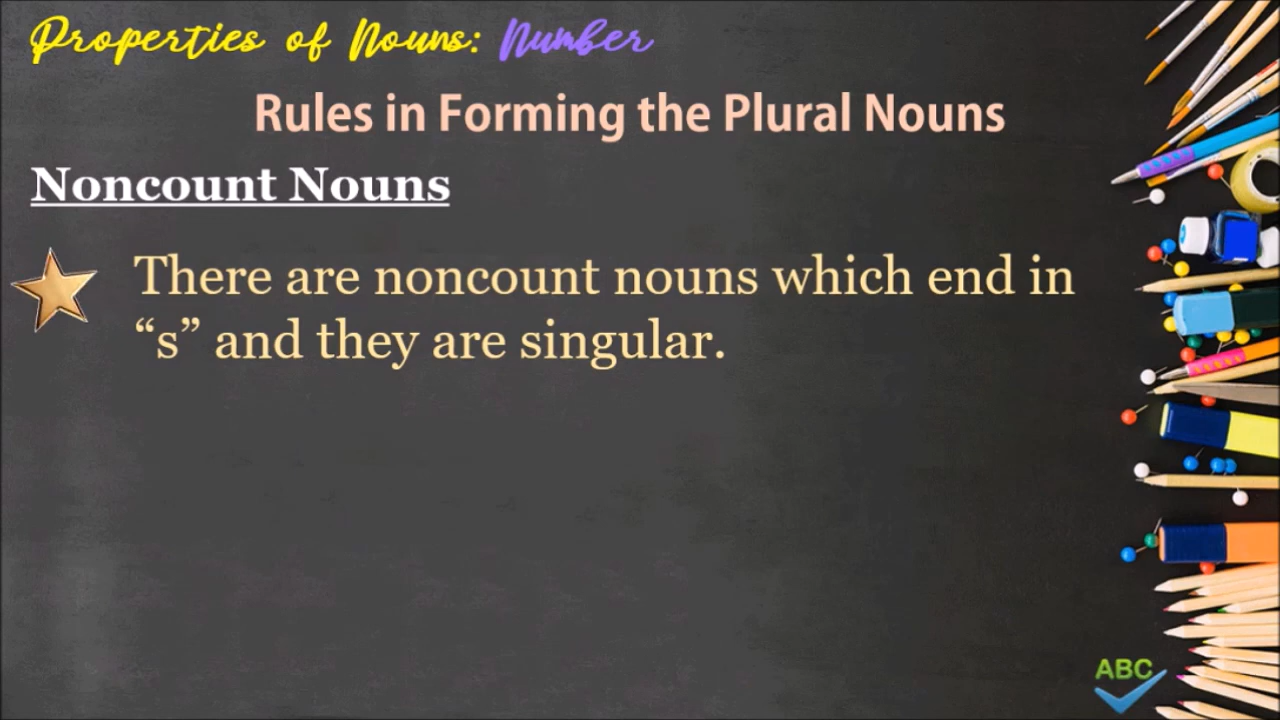 Properties of Nouns: Number
Rules in Forming the Plural Nouns
Noncount Nouns
There are noncount nouns which end in
“s” and they are singular.
ABC